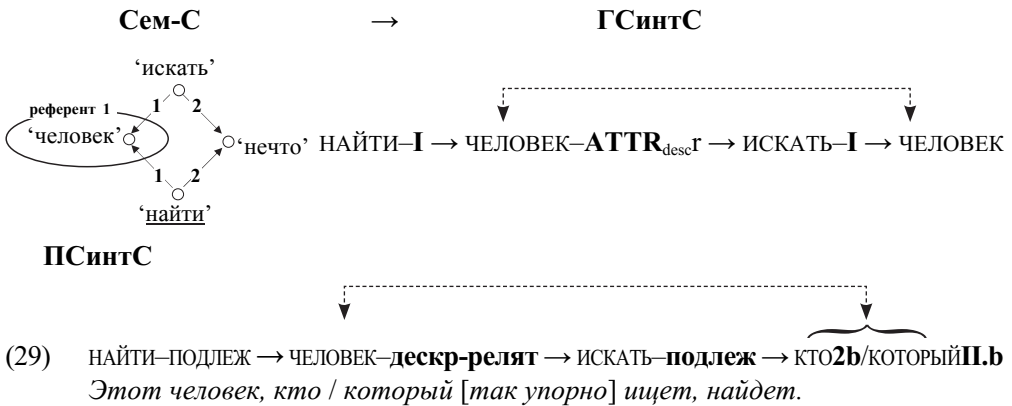 Сем-С → ГСинтС
‘искать’
референт 1
1 2
‘человек’ ‘нечто’ НАЙТИ–I → ЧЕЛОВЕК–ATTRdescr → ИСКАТЬ–I → ЧЕЛОВЕК
1 2
‘найти’
ПСинтС
(29) НАЙТИ–ПОДЛЕЖ → ЧЕЛОВЕК–дескр-релят → ИСКАТЬ–подлеж → КТО2b/КОТОРЫЙII.b
Этот человек, кто / который [так упорно] ищет, найдет.